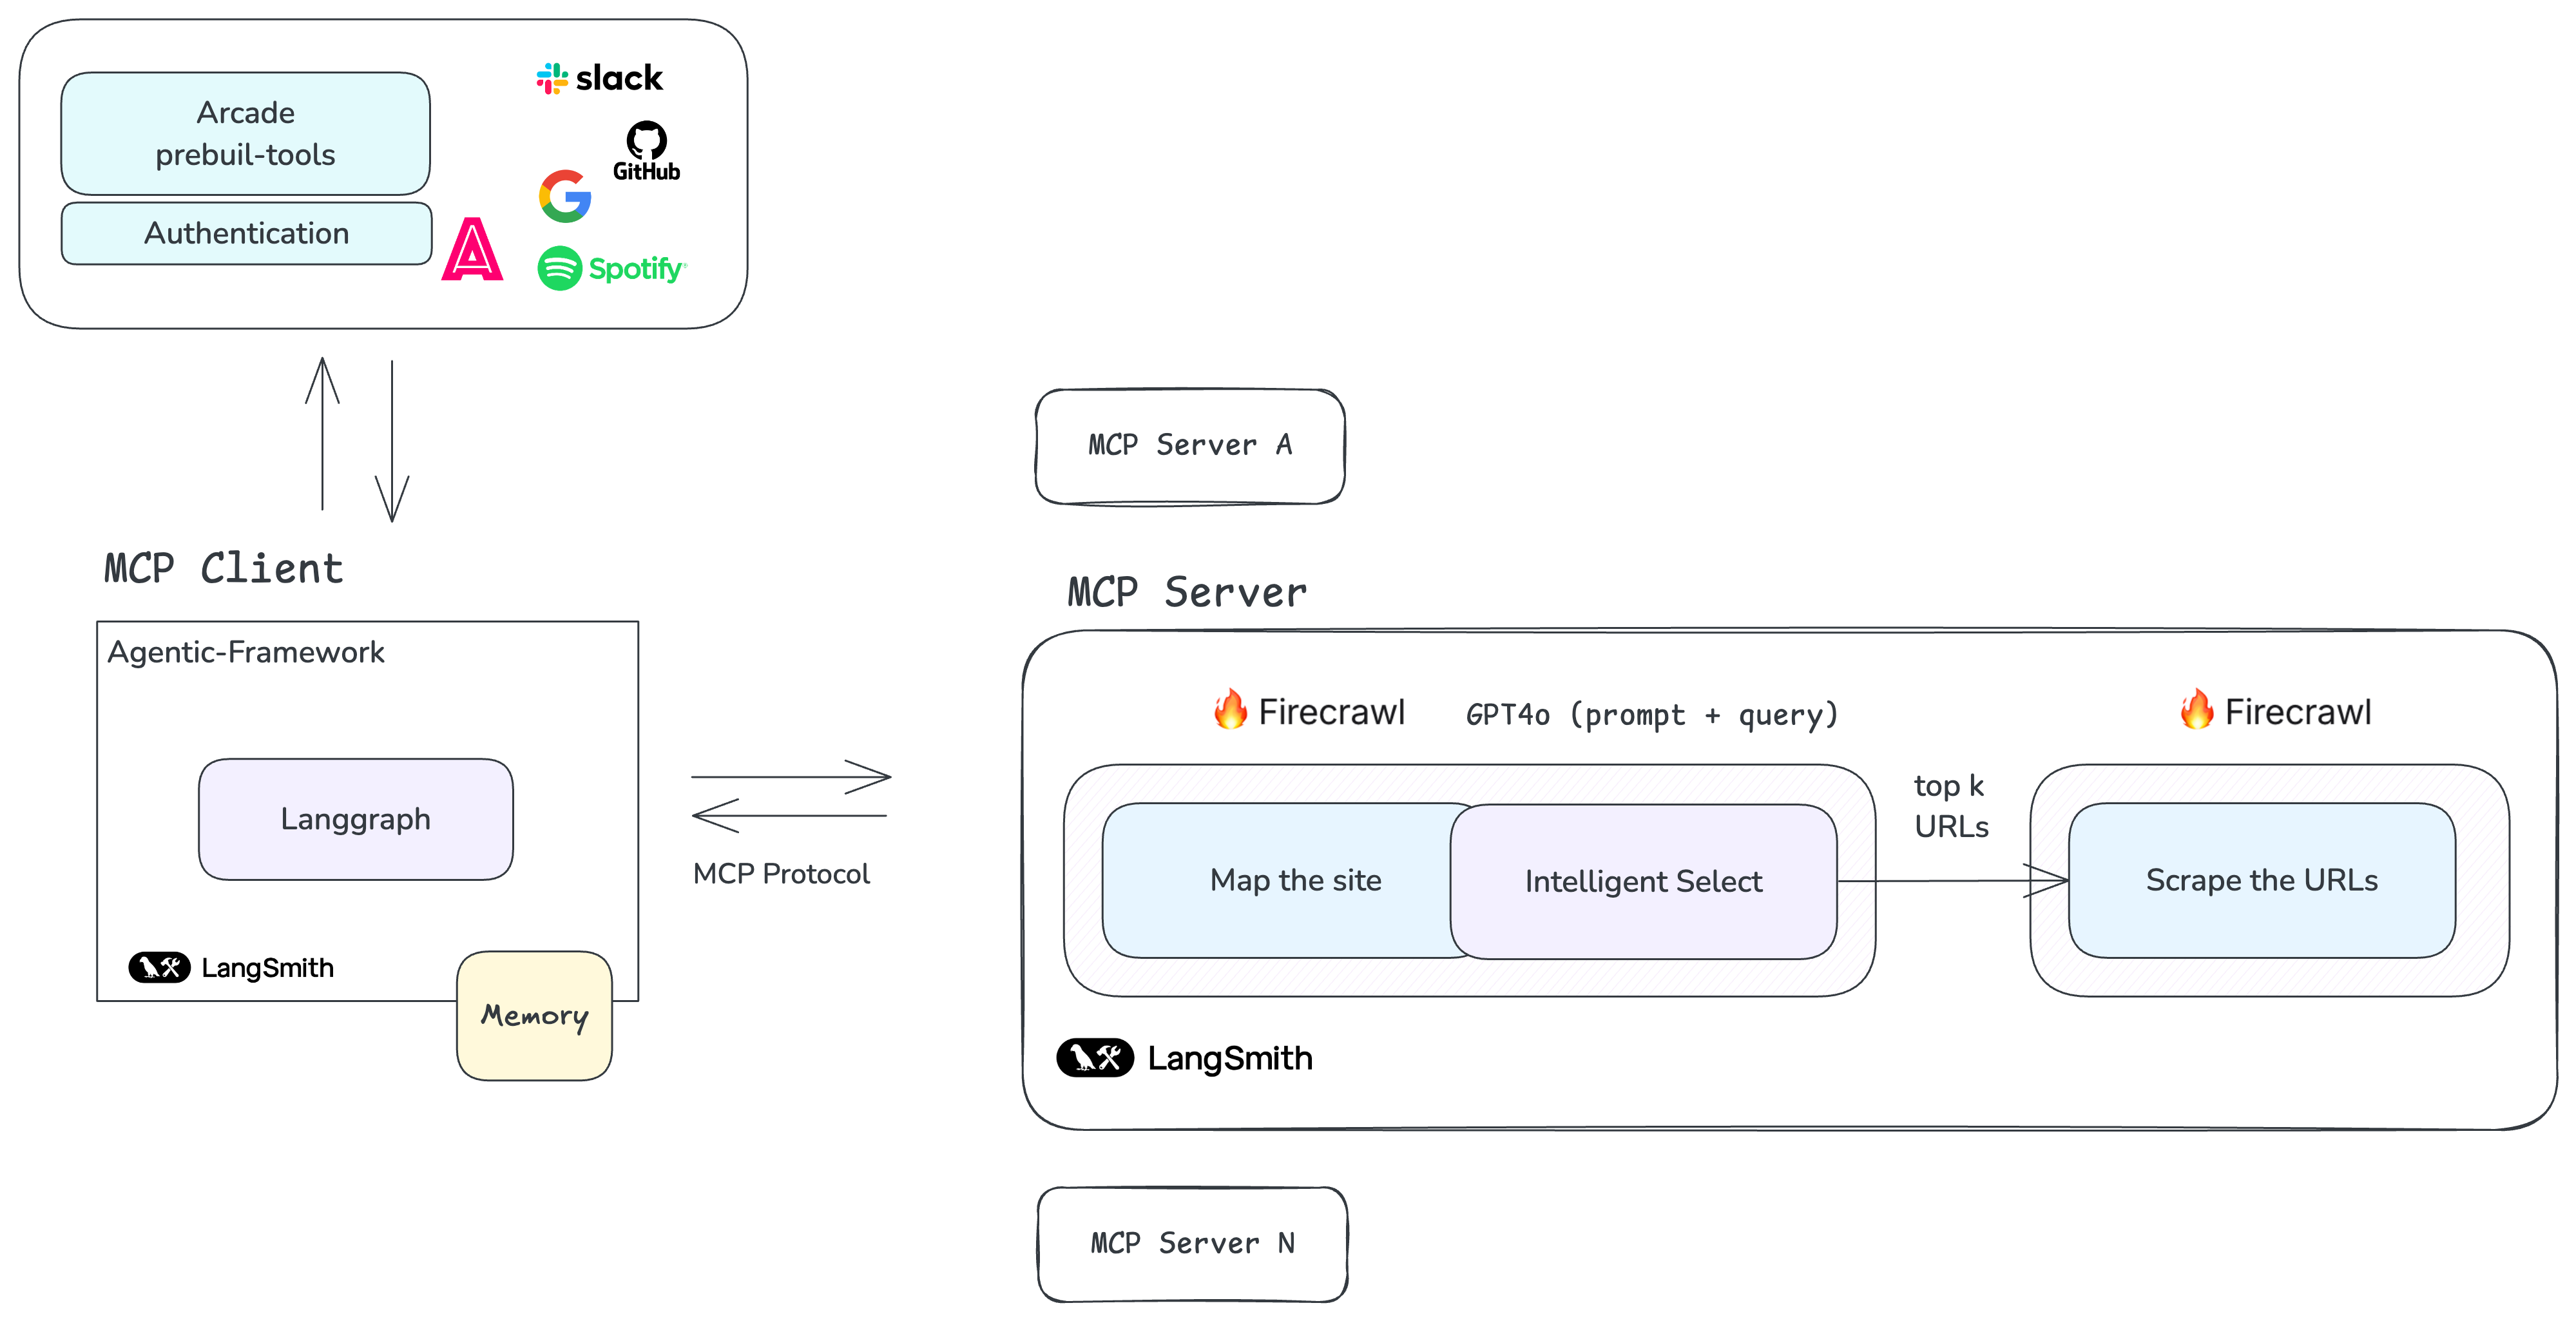 Arcade
prebuil-tools
Authentication
slack
GitHub
Spotify
MCP Client
Agentic-Framework
Langgraph
LangSmith
Memory
MCP Protocol
MCP Server A
MCP Server
Firecrawl
GPT4o (prompt + query)
Firecrawl
Map the site
Intelligent Select
top k
URLs
Scrape the URLs
LangSmith
MCP Server N